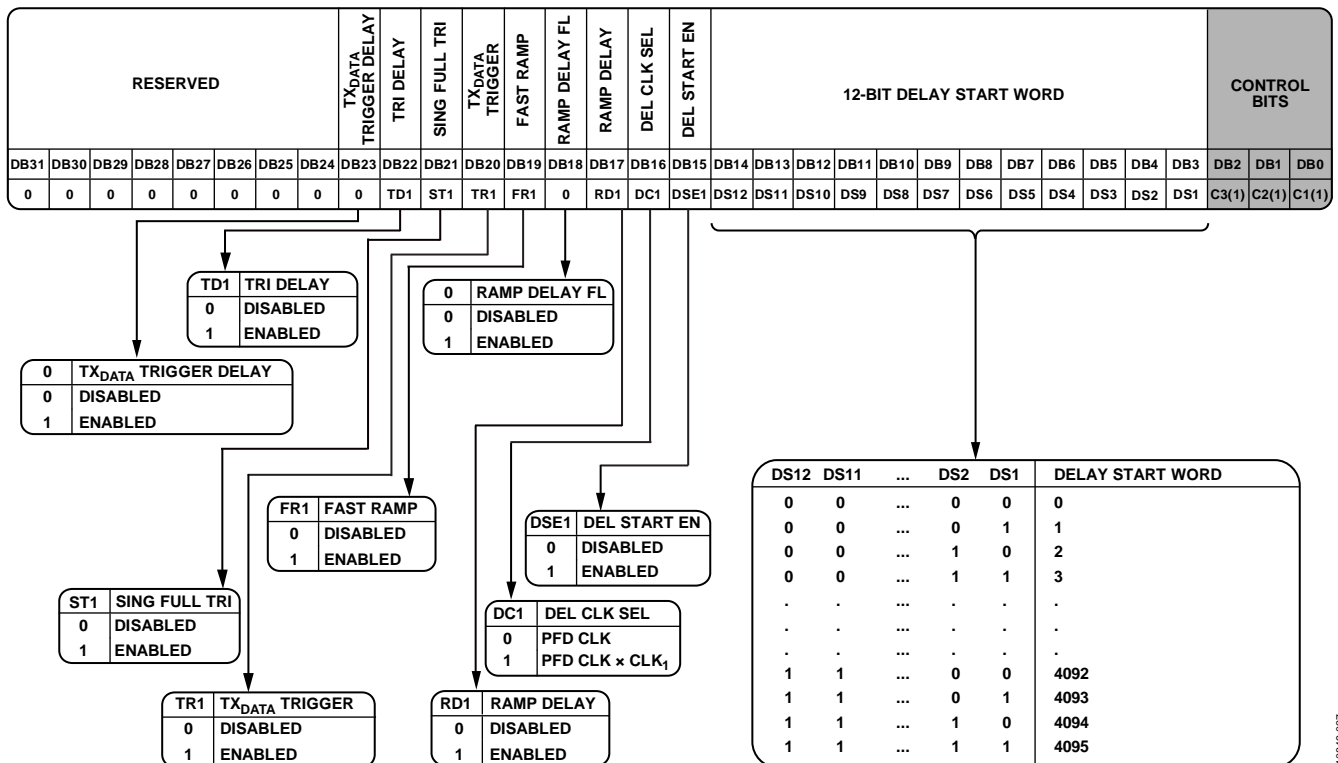 RESERVED
TXDATA TRIGGER DELAY
TRI DELAY
SING FULL TRI
TXDATA TRIGGER
FAST RAMP
RAMP DELAY FL
RAMP DELAY
DEL CLK SEL
DEL START EN
12-BIT DELAY START WORD
CONTROL BITS
DB31 DB30 DB29 DB28 DB27 DB26 DB25 DB24 DB23 DB22 DB21 DB20 DB19 DB18 DB17 DB16 DB15 DB14 DB13 DB12 DB11 DB10 DB9 DB8 DB7 DB6 DB5 DB4 DB3 DB2 DB1 DB0
0 0 0 0 0 0 0 0 0 TD1 ST1 TR1 FR1 0 RD1 DC1 DSE1 DS12 DS11 DS10 DS9 DS8 DS7 DS6 DS5 DS4 DS3 DS2 DS1 C3(1) C2(1) C1(1)
TD1 TRI DELAY
0 DISABLED
1 ENABLED
0 RAMP DELAY FL
0 DISABLED
1 ENABLED
0 TXDATA TRIGGER DELAY
0 DISABLED
1 ENABLED
FR1 FAST RAMP
0 DISABLED
1 ENABLED
DSE1 DEL START EN
0 DISABLED
1 ENABLED
ST1 SING FULL TRI
0 DISABLED
1 ENABLED
DC1 DEL CLK SEL
0 PFD CLK
1 PFD CLK × CLK1
TR1 TXDATA TRIGGER
0 DISABLED
1 ENABLED
RD1 RAMP DELAY
0 DISABLED
1 ENABLED
DS12 DS11 ... DS2 DS1 DELAY START WORD
0 0 ... 0 0 0
0 0 ... 0 1 1
0 0 ... 1 0 2
0 0 ... 1 1 3
. . ... . . .
. . ... . . .
. . ... . . .
1 1 ... 0 0 4092
1 1 ... 0 1 4093
1 1 ... 1 0 4094
1 1 ... 1 1 4095